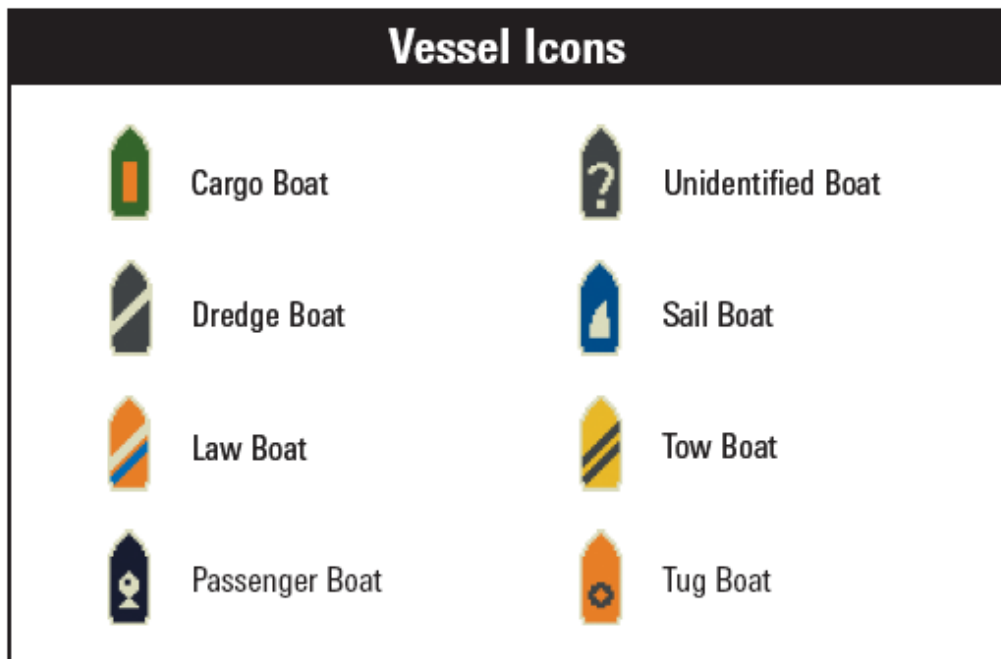 Vessel Icons
Cargo Boat
Unidentified Boat
?
Dredge Boat
Sail Boat
Law Boat
Tow Boat
Passenger Boat
Tug Boat